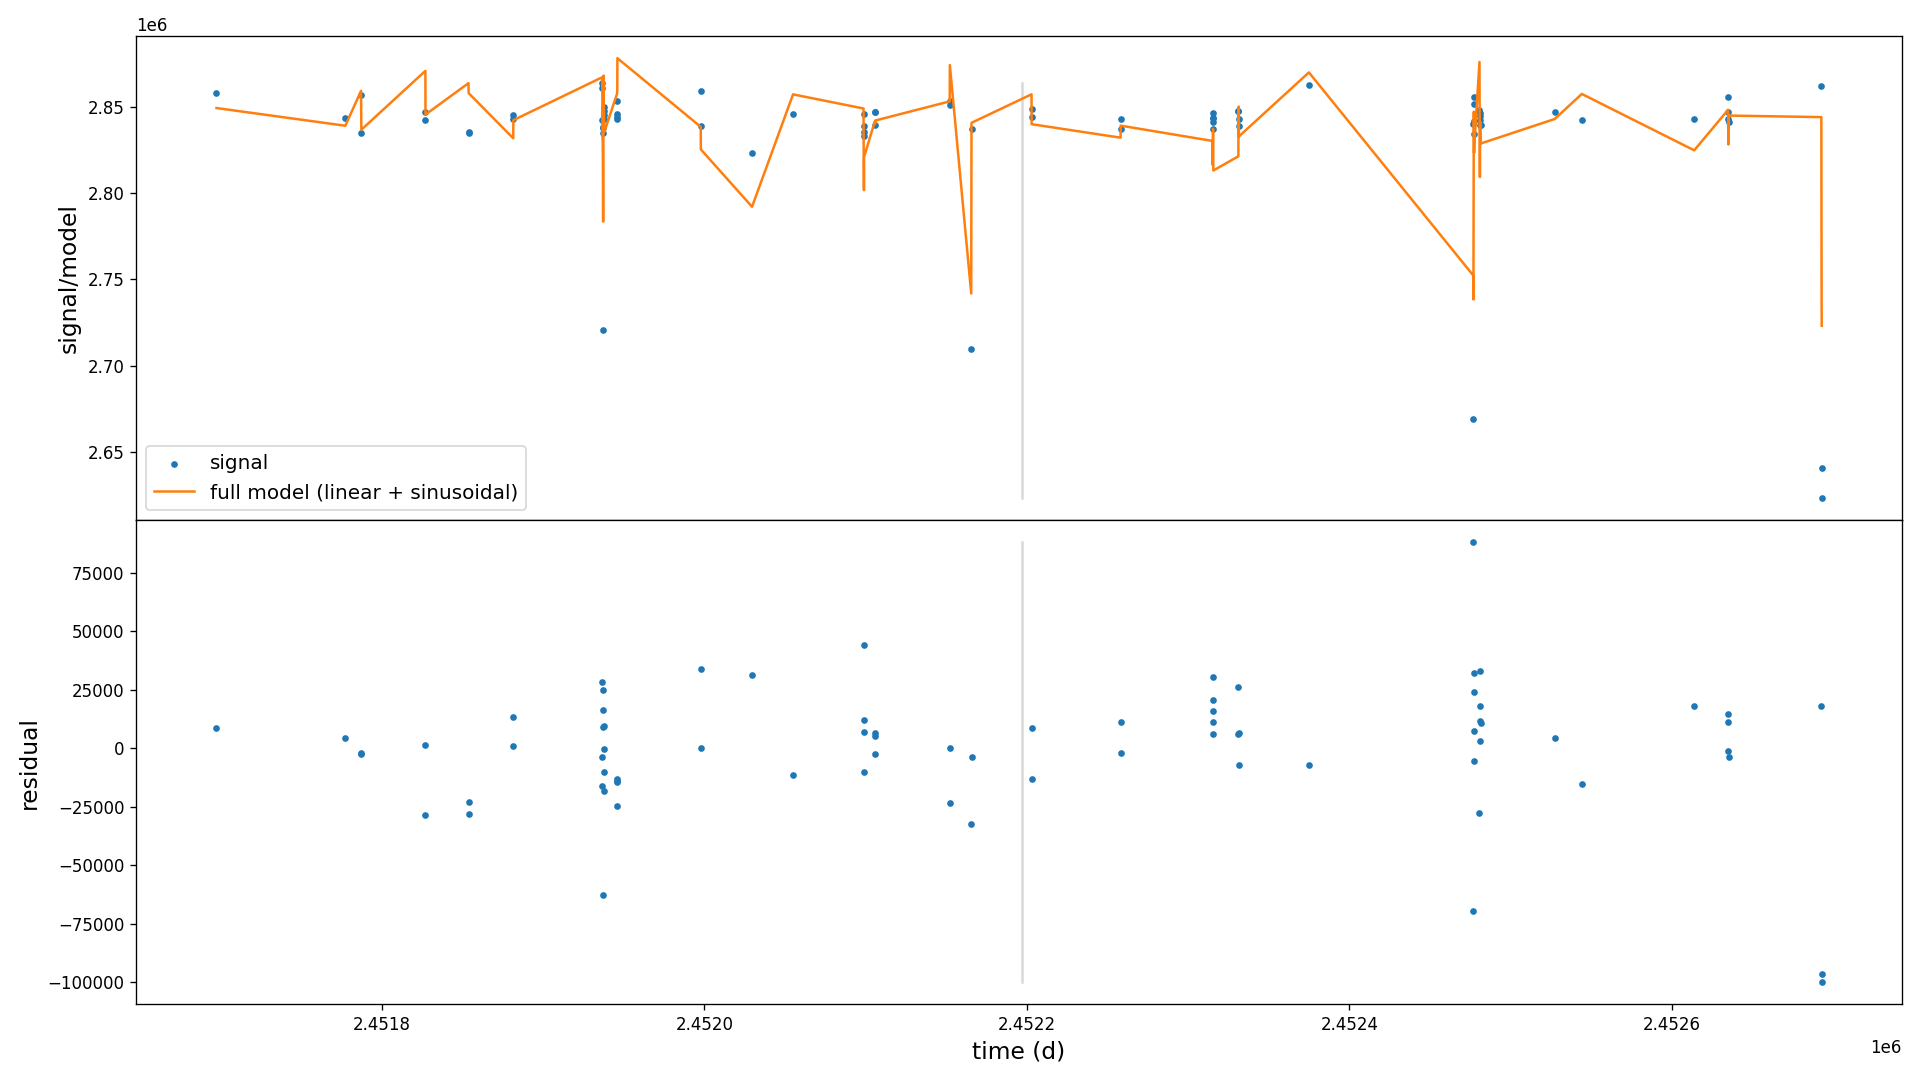 1e6
signal/model
2.85
2.80
2.75
2.70
2.65
signal
full model (linear + sinusoidal)
residual
75000
50000
25000
0
−25000
−50000
−75000
−100000
2.4518
2.4520
2.4522
2.4524
2.4526
time (d)
1e6